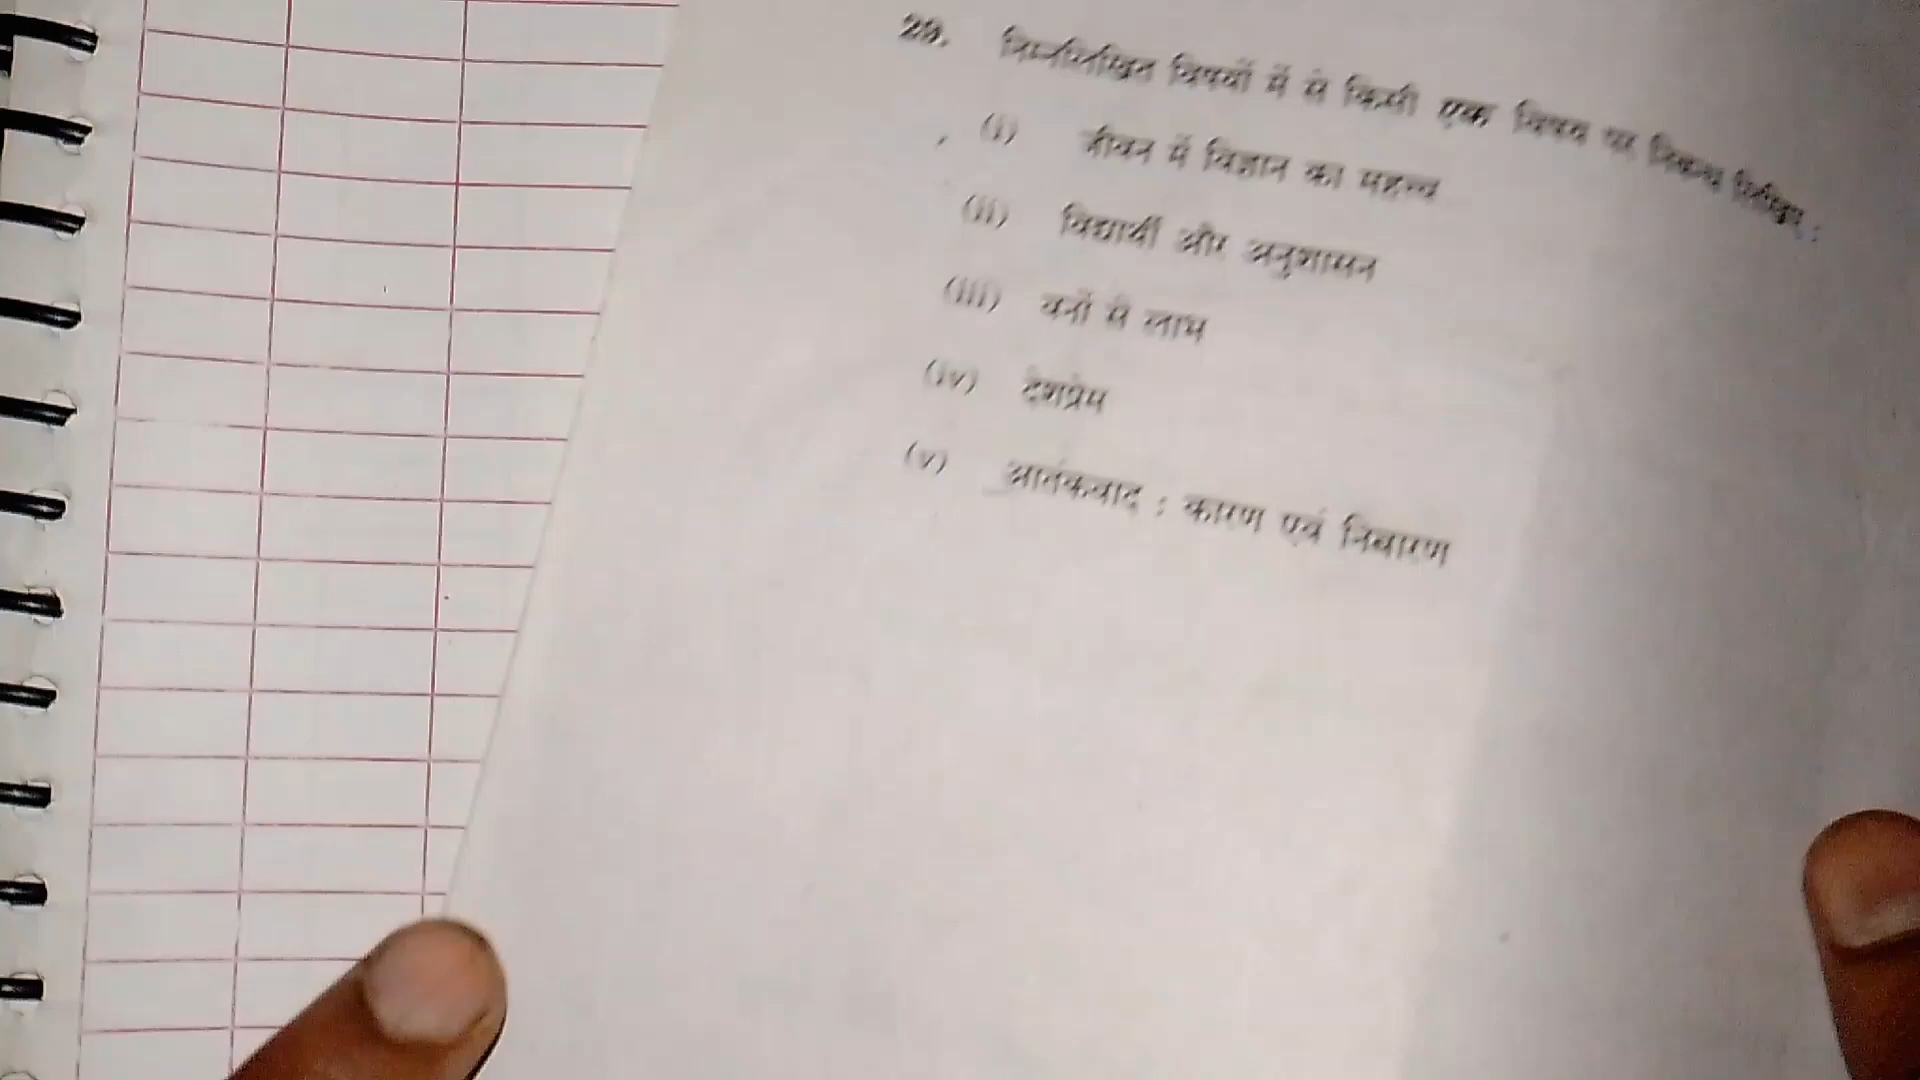 29. निम्नलिखित विषयों में से किसी एक विषय पर निबन्ध लिखिए :
(i) जीवन में विज्ञान का महत्त्व
(ii) विद्यार्थी और अनुशासन
(iii) वनों से लाभ
(iv) देशप्रेम
(v) आतंकवाद : कारण एवं निवारण